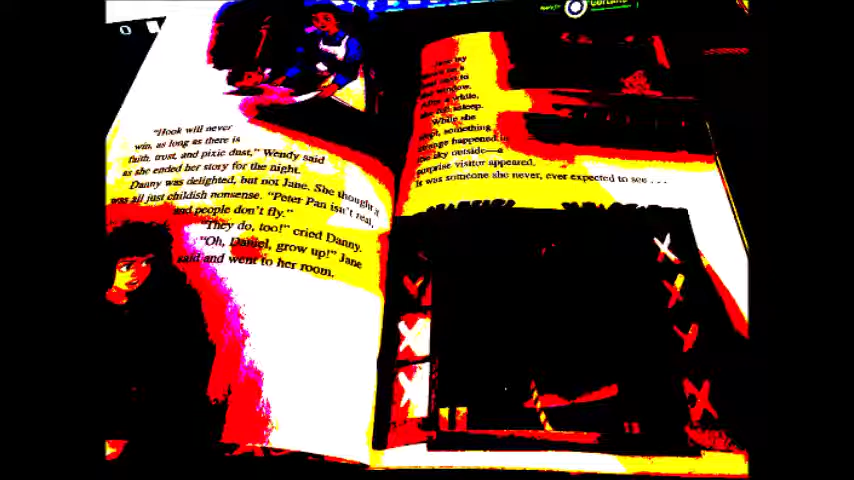 "Hook will never
win, as long as there is
faith, trust, and pixie dust," Wendy said
as she ended her story for the night.
Danny was delighted, but not Jane. She thought it
was all just childish nonsense. "Peter Pan isn't real,
and people don't fly."
"They do, too!" cried Danny.
"Oh, Daniel, grow up!" Jane
said and went to her room.
window.
After a while,
she fell asleep.
While she
slept, something
strange happened in
the sky outside—a
surprise visitor appeared.
It was someone she never, ever expected to see . . .